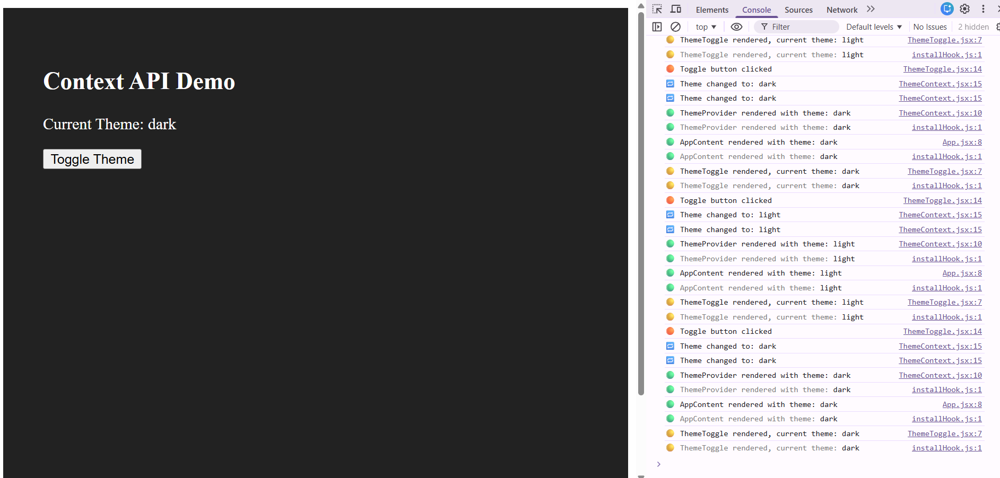 Context API Demo
Current Theme: dark
Toggle Theme
Elements Console Sources Network
top Filter Default levels No Issues 2 hidden
ThemeToggle rendered, current theme: light ThemeToggle.jsx:7
ThemeToggle rendered, current theme: light installHook.js:1
Toggle button clicked ThemeToggle.jsx:14
Theme changed to: dark ThemeContext.jsx:15
Theme changed to: dark ThemeContext.jsx:15
ThemeProvider rendered with theme: dark ThemeContext.jsx:10
ThemeProvider rendered with theme: dark installHook.js:1
AppContent rendered with theme: dark App.jsx:8
AppContent rendered with theme: dark installHook.js:1
ThemeToggle rendered, current theme: dark ThemeToggle.jsx:7
ThemeToggle rendered, current theme: dark installHook.js:1
Toggle button clicked ThemeToggle.jsx:14
Theme changed to: light ThemeContext.jsx:15
Theme changed to: light ThemeContext.jsx:15
ThemeProvider rendered with theme: light ThemeContext.jsx:10
ThemeProvider rendered with theme: light installHook.js:1
AppContent rendered with theme: light App.jsx:8
AppContent rendered with theme: light installHook.js:1
ThemeToggle rendered, current theme: light ThemeToggle.jsx:7
ThemeToggle rendered, current theme: light installHook.js:1
Toggle button clicked ThemeToggle.jsx:14
Theme changed to: dark ThemeContext.jsx:15
Theme changed to: dark ThemeContext.jsx:15
ThemeProvider rendered with theme: dark ThemeContext.jsx:10
ThemeProvider rendered with theme: dark installHook.js:1
AppContent rendered with theme: dark App.jsx:8
AppContent rendered with theme: dark installHook.js:1
ThemeToggle rendered, current theme: dark ThemeToggle.jsx:7
ThemeToggle rendered, current theme: dark installHook.js:1